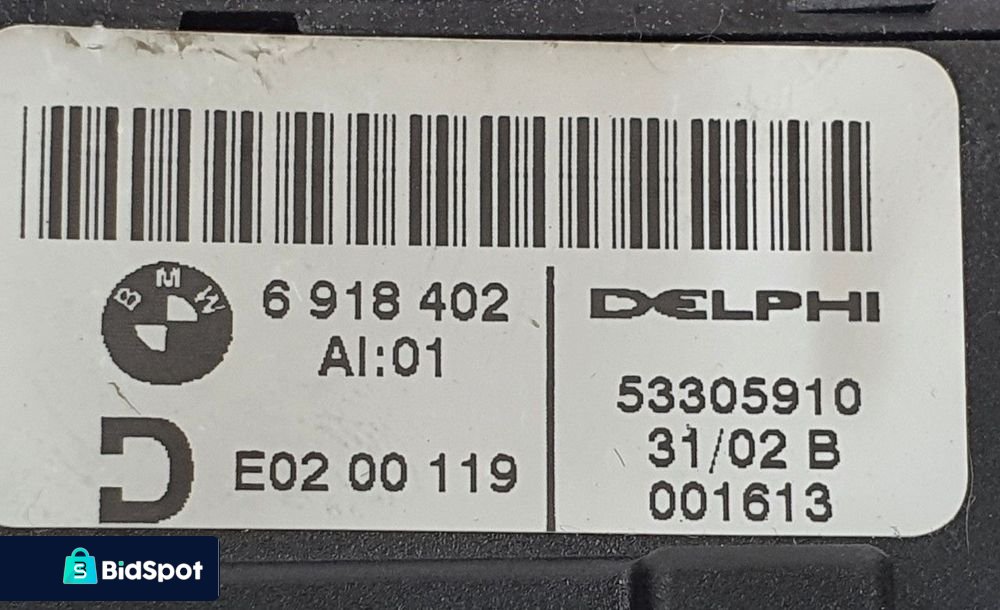 BMW
6 918 402
AI:01
D
E02 00 119
DELPHI
53305910
31/02 B
001613
S
BidSpot